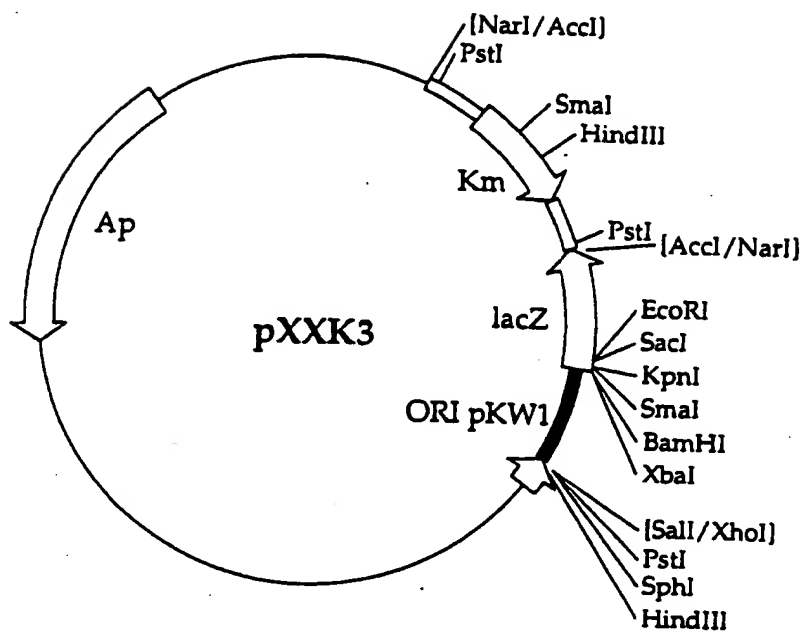 [NarI/AccI]
PstI
SmaI
HindIII
Km
PstI
[AccI/NarI]
Ap
lacZ
pXXK3
EcoRI
SacI
KpnI
SmaI
BamHI
XbaI
ORI pKW1
[SalI/XhoI]
PstI
SphI
HindIII